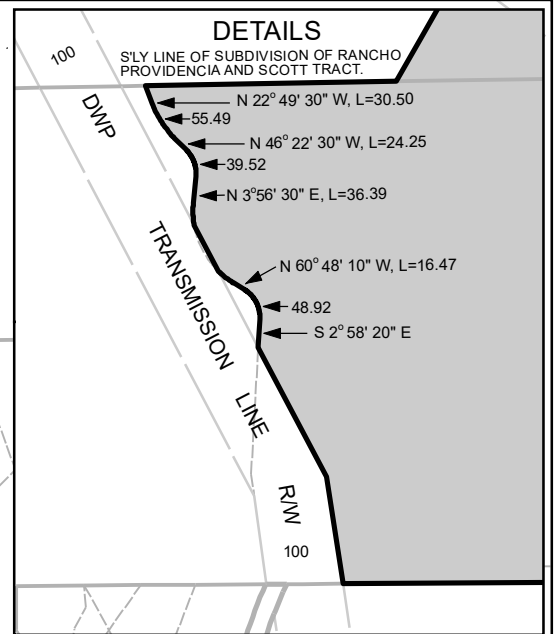 DETAILS
S'LY LINE OF SUBDIVISION OF RANCHO
PROVIDENCIA AND SCOTT TRACT.
100
N 22° 49' 30" W, L=30.50
55.49
DWP
N 46° 22' 30" W, L=24.25
39.52
N 3°56' 30" E, L=36.39
TRANSMISSION
N 60° 48' 10" W, L=16.47
48.92
S 2° 58' 20" E
LINE
R/W
100